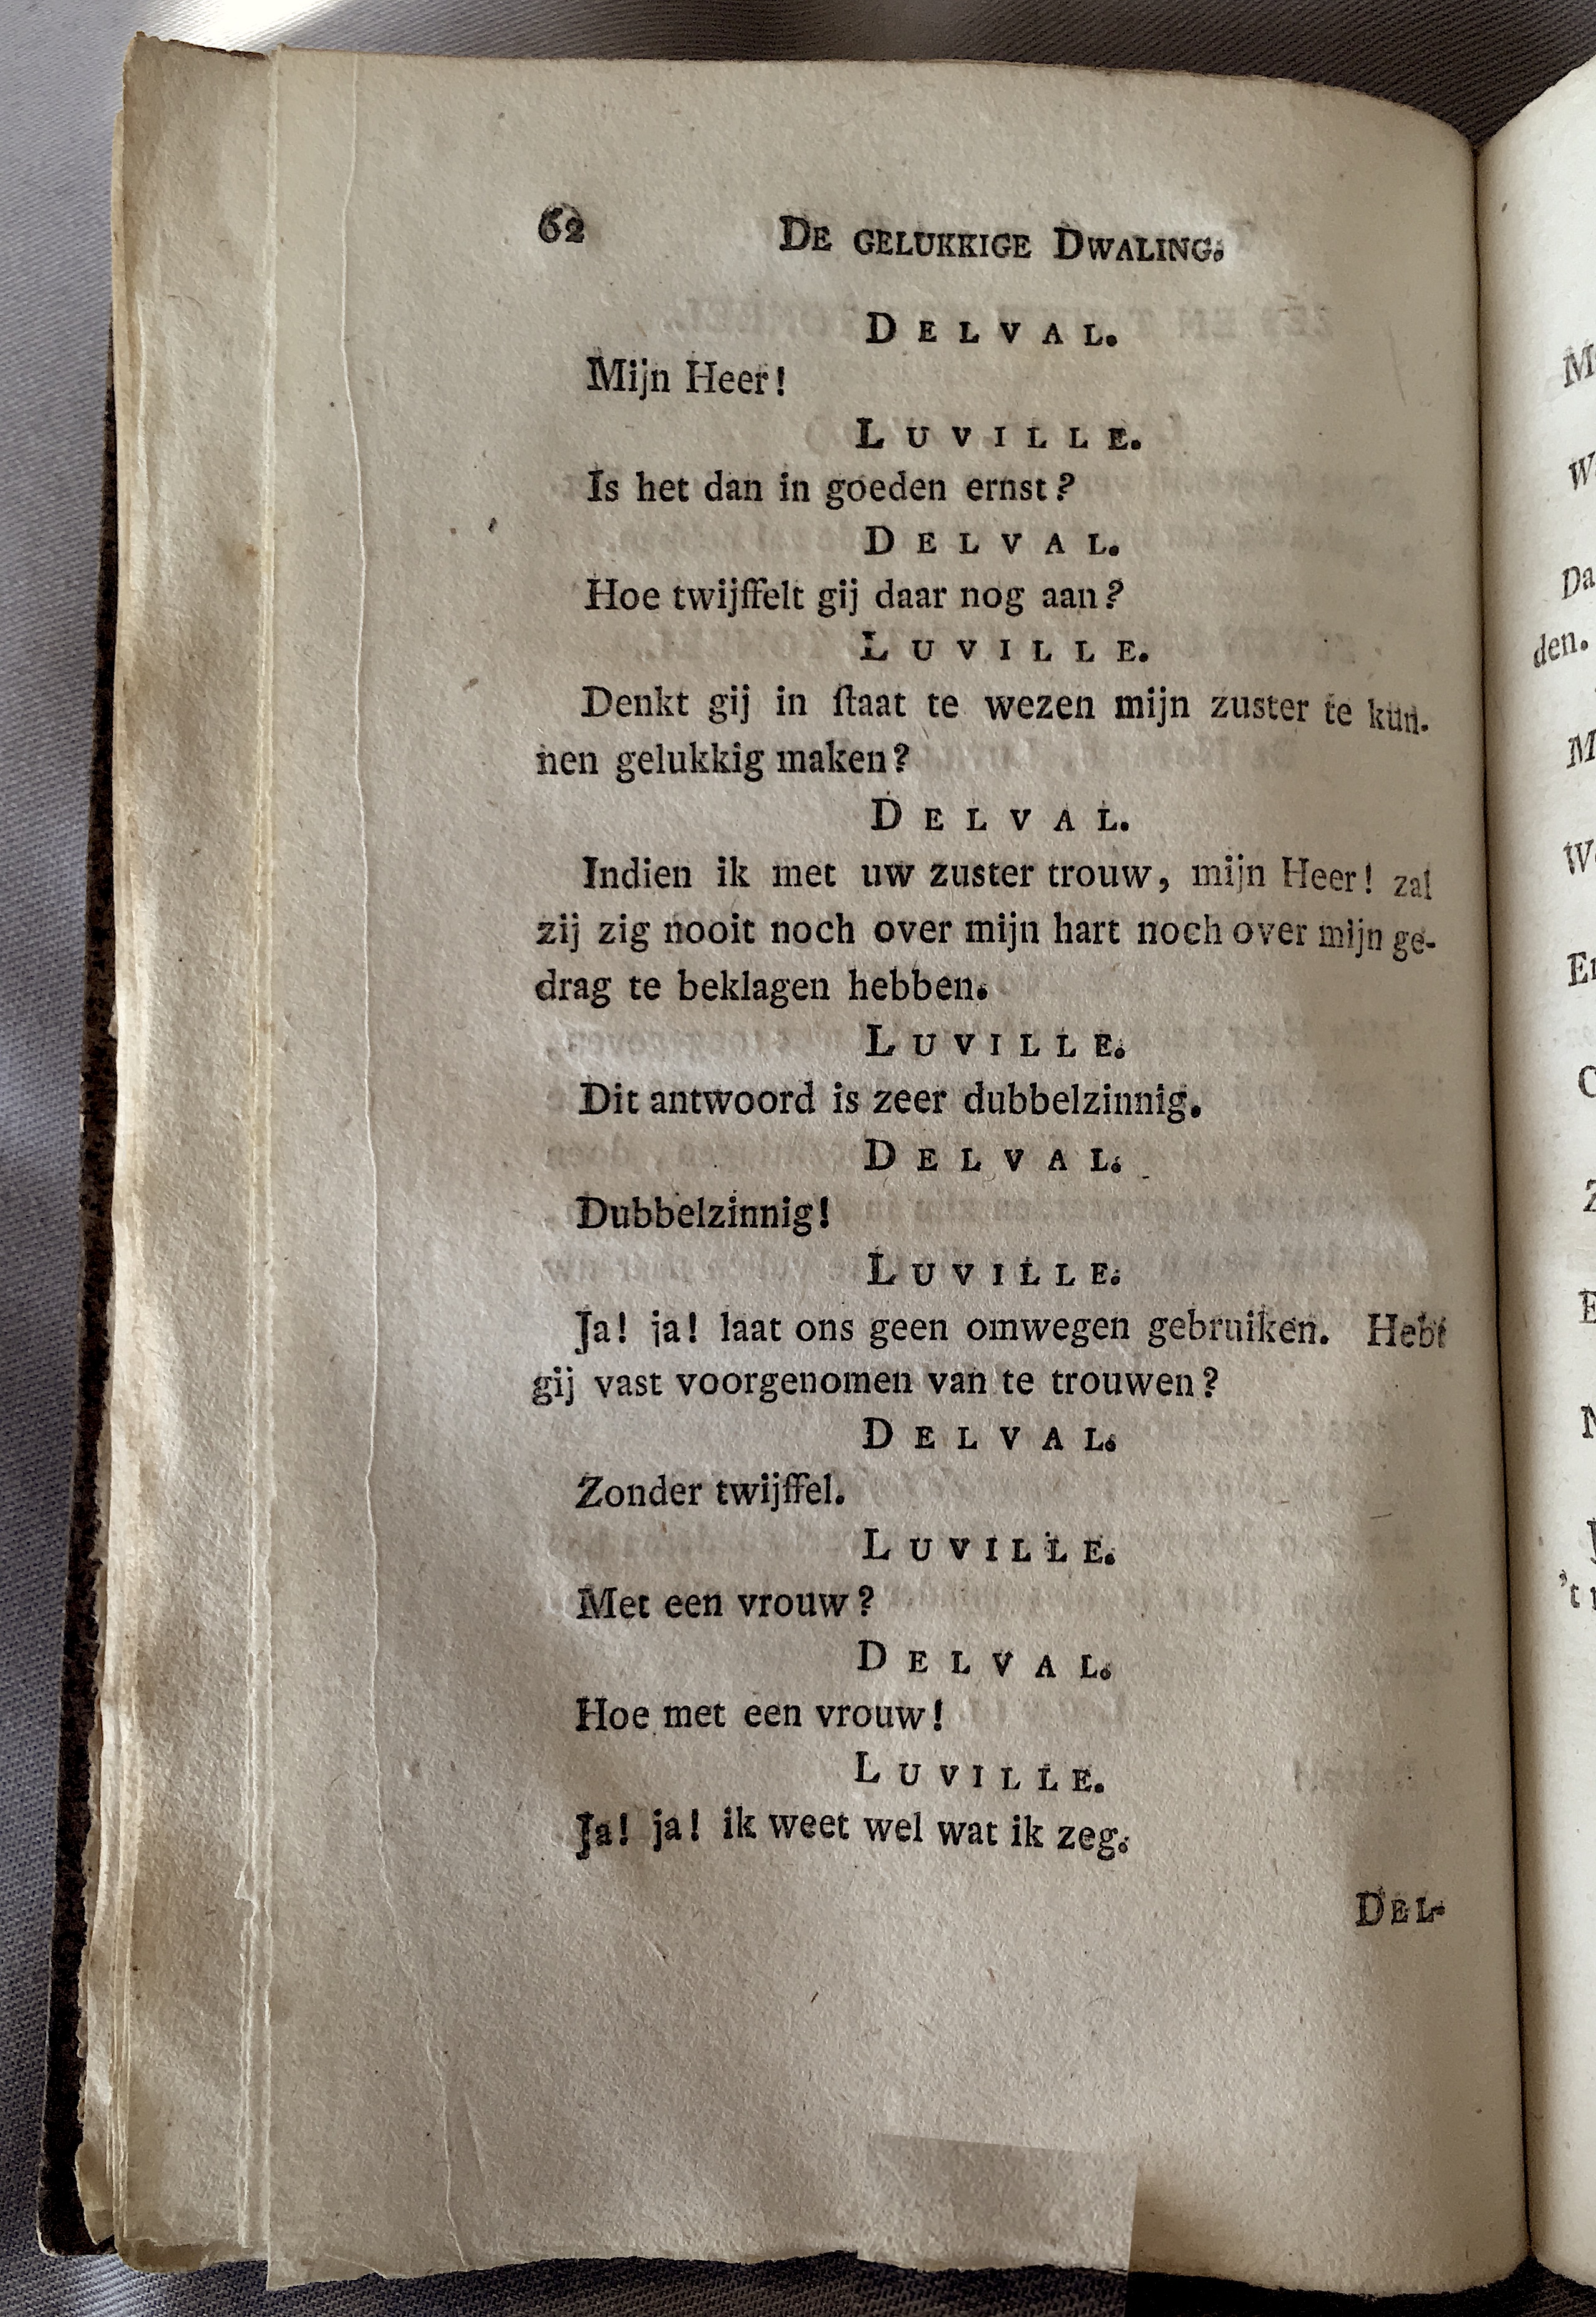 62 DE GELUKKIGE DWALING.
DELVAL.
Mijn Heer!
LUVILLE.
Is het dan in goeden ernst?
DELVAL.
Hoe twijffelt gij daar nog aan?
LUVILLE.
Denkt gij in ſtaat te wezen mijn zuster te kun-
nen gelukkig maken?
DELVAL.
Indien ik met uw zuster trouw, mijn Heer! zal
zij zig nooit noch over mijn hart noch over mijn ge-
drag te beklagen hebben.
LUVILLE.
Dit antwoord is zeer dubbelzinnig.
DELVAL.
Dubbelzinnig!
LUVILLE.
Ja! ja! laat ons geen omwegen gebruiken. Hebt
gij vast voorgenomen van te trouwen?
DELVAL.
Zonder twijffel.
LUVILLE.
Met een vrouw?
DELVAL.
Hoe met een vrouw!
LUVILLE.
Ja! ja! ik weet wel wat ik zeg.
DEL-
den.